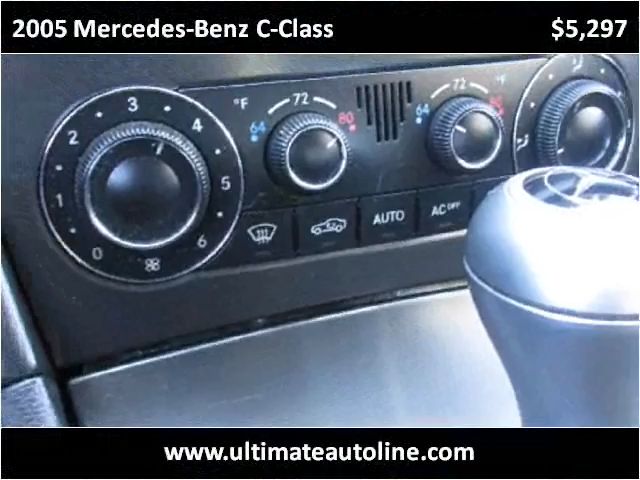 2005 Mercedes-Benz C-Class $5,297
0 1 2 3 4 5 6
°F 64 72 80
64 72 °F
AUTO AC OFF
www.ultimateautoline.com